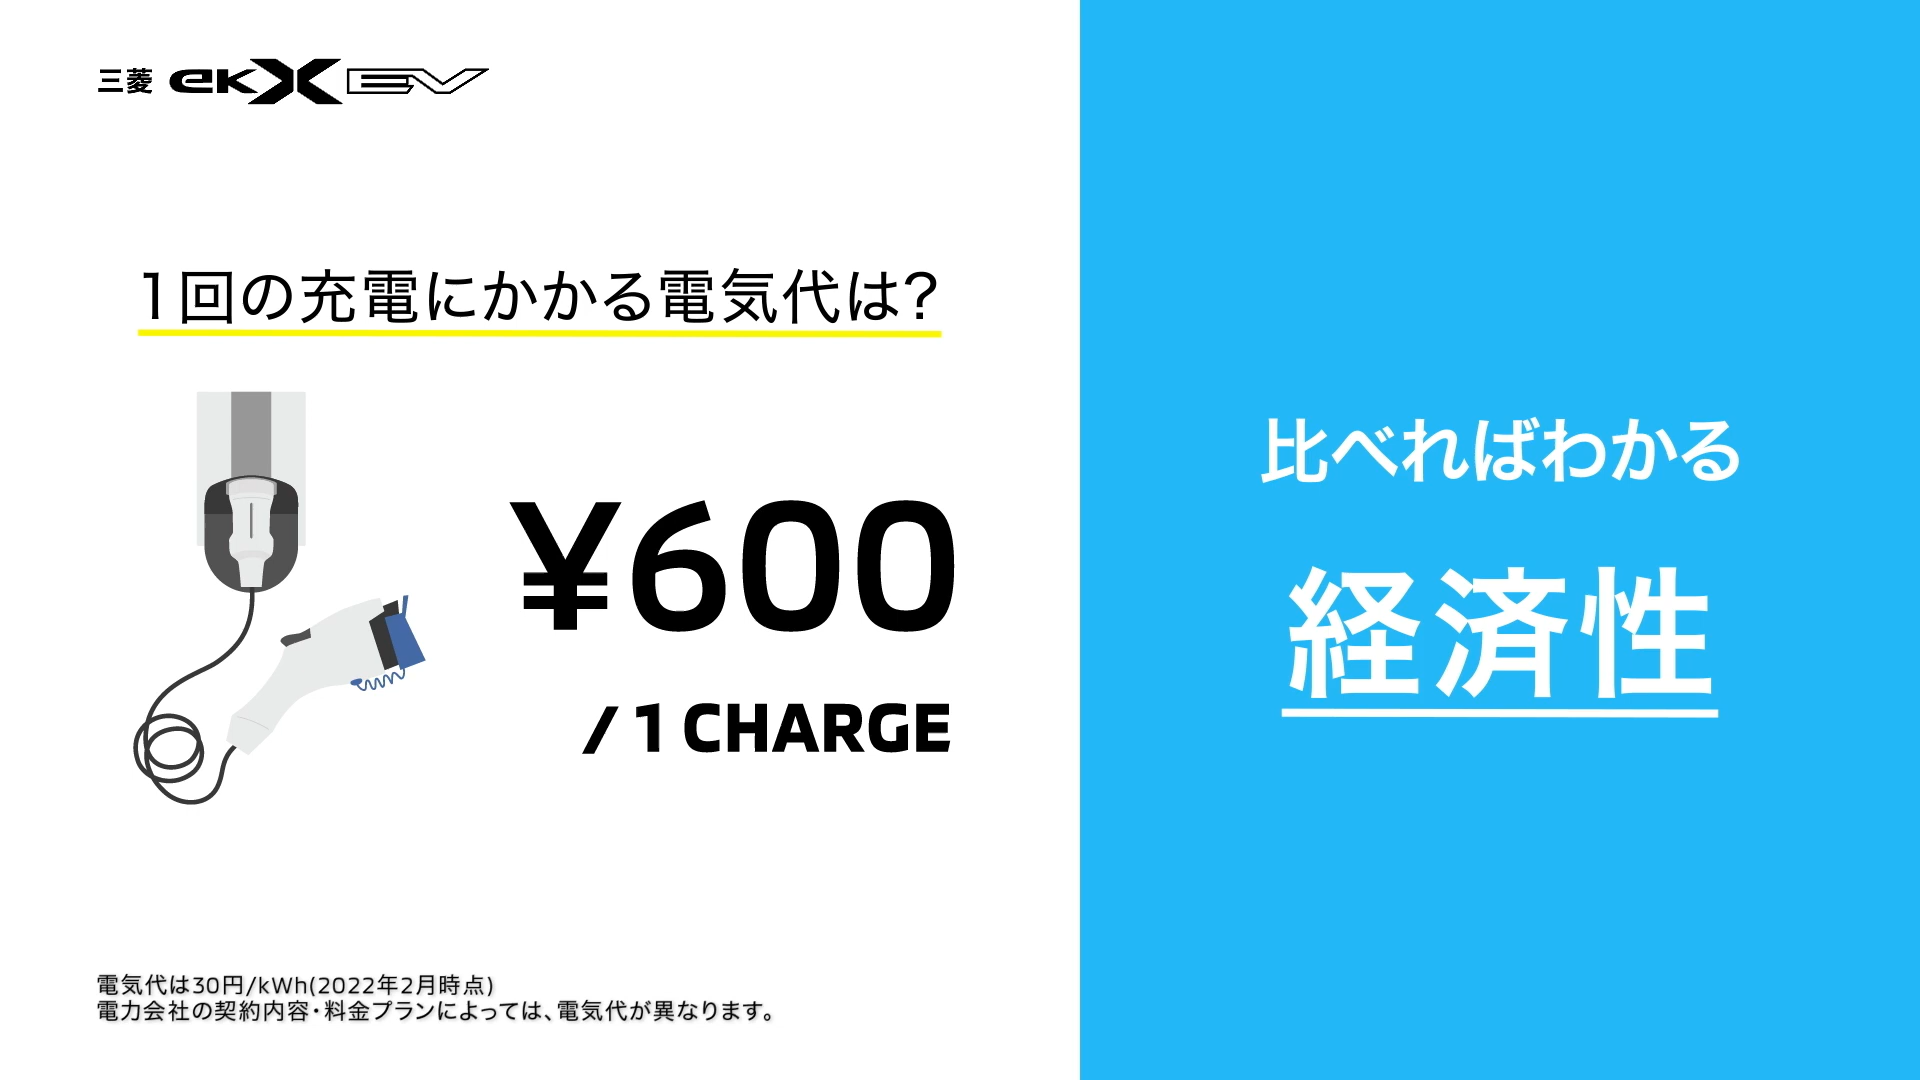 三菱 eKX EV
1回の充電にかかる電気代は?
¥600
/1 CHARGE
電気代は30円/kWh(2022年2月時点)
電力会社の契約内容・料金プランによっては、電気代が異なります。
比べればわかる
経済性